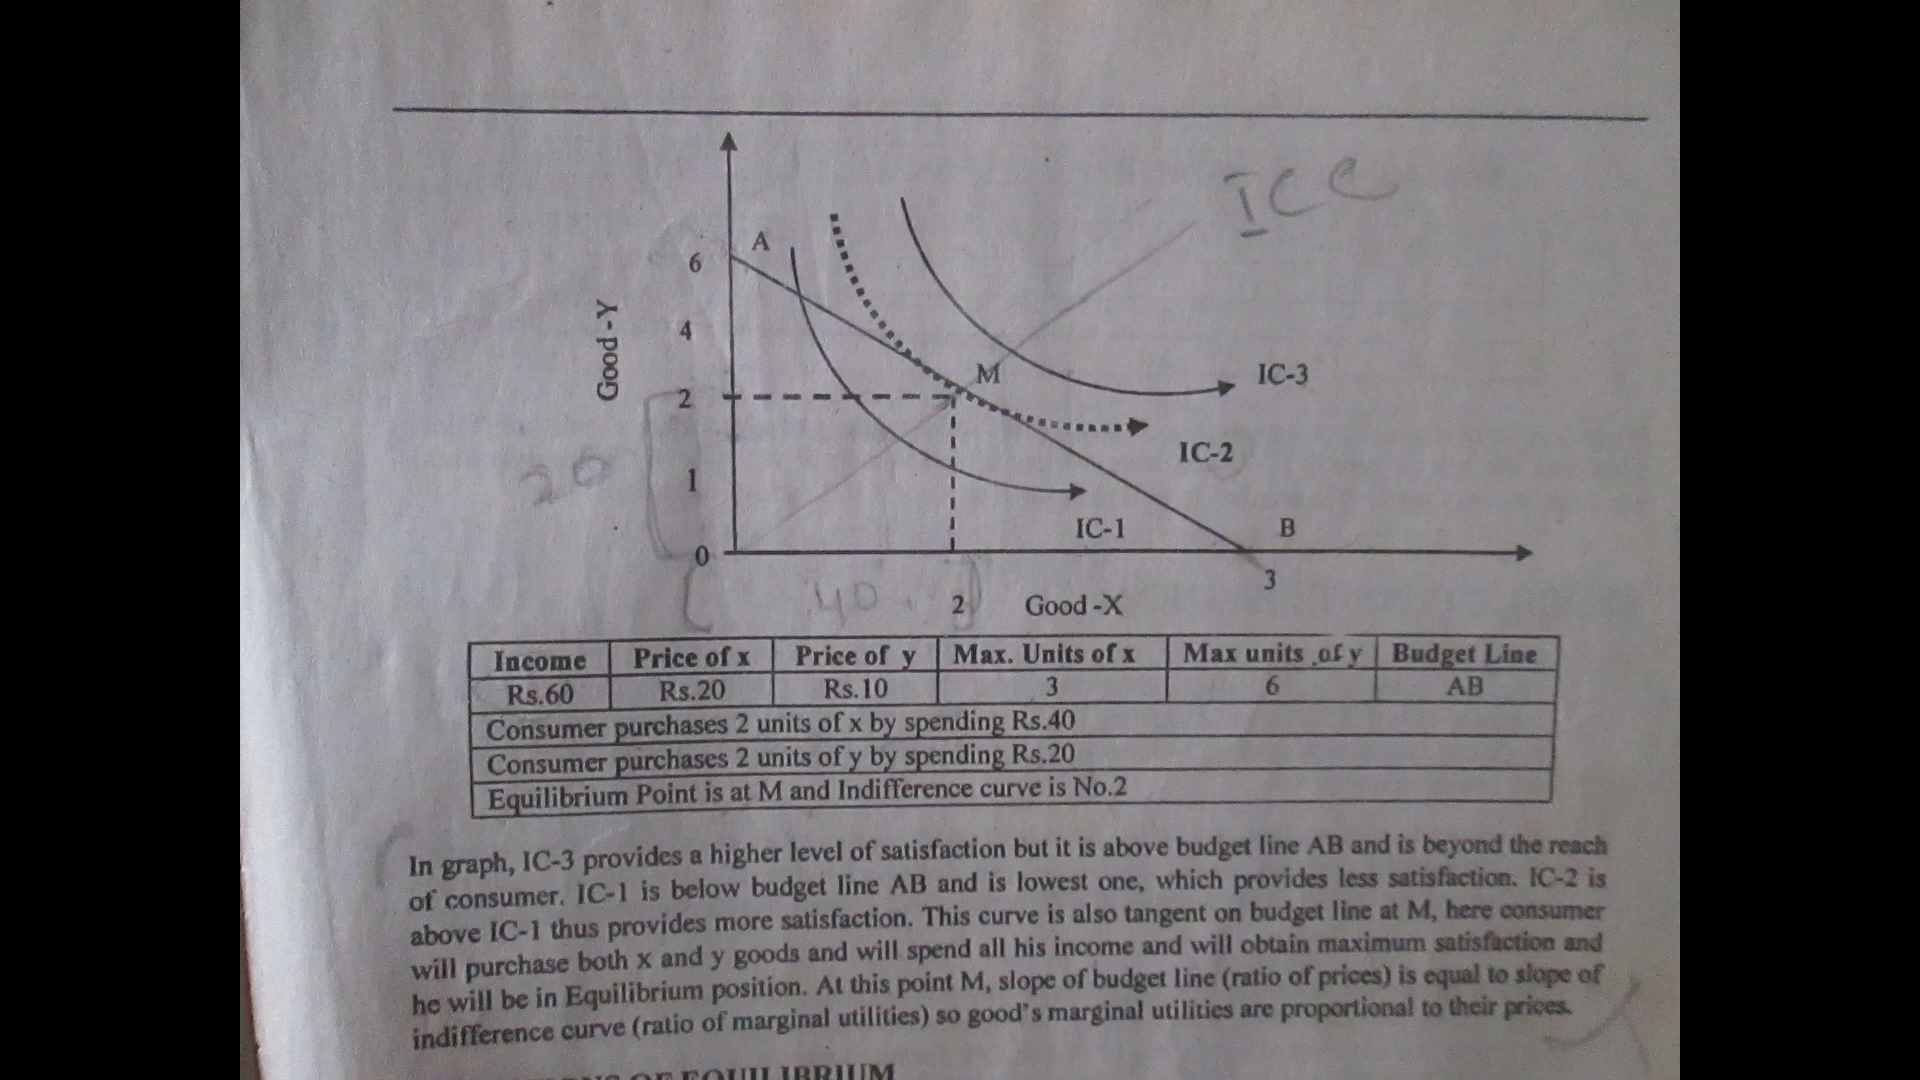 ICC
A
6
Good -Y
4
M
IC-3
2
IC-2
20
1
IC-1
B
0
3
40
2
Good -X
Income Price of x Price of y Max. Units of x Max units of y Budget Line
Rs.60 Rs.20 Rs.10 3 6 AB
Consumer purchases 2 units of x by spending Rs.40
Consumer purchases 2 units of y by spending Rs.20
Equilibrium Point is at M and Indifference curve is No.2
In graph, IC-3 provides a higher level of satisfaction but it is above budget line AB and is beyond the reach
of consumer. IC-1 is below budget line AB and is lowest one, which provides less satisfaction. IC-2 is
above IC-1 thus provides more satisfaction. This curve is also tangent on budget line at M, here consumer
will purchase both x and y goods and will spend all his income and will obtain maximum satisfaction and
he will be in Equilibrium position. At this point M, slope of budget line (ratio of prices) is equal to slope of
indifference curve (ratio of marginal utilities) so good's marginal utilities are proportional to their prices.
OF EQUILIBRIUM